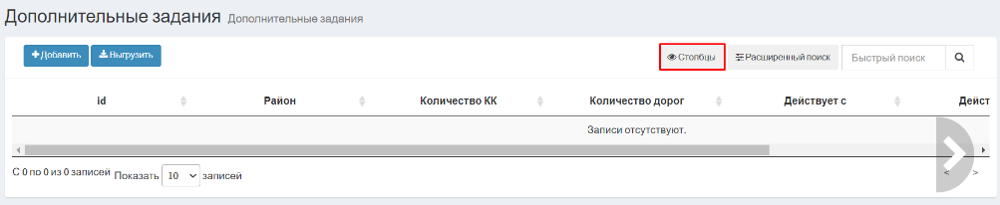 Дополнительные задания Дополнительные задания
Добавить Выгрузить Столбцы Расширенный поиск Быстрый поиск
id Район Количество КК Количество дорог Действует с Дейст
Записи отсутствуют.
С 0 по 0 из 0 записей Показать 10 записей < >